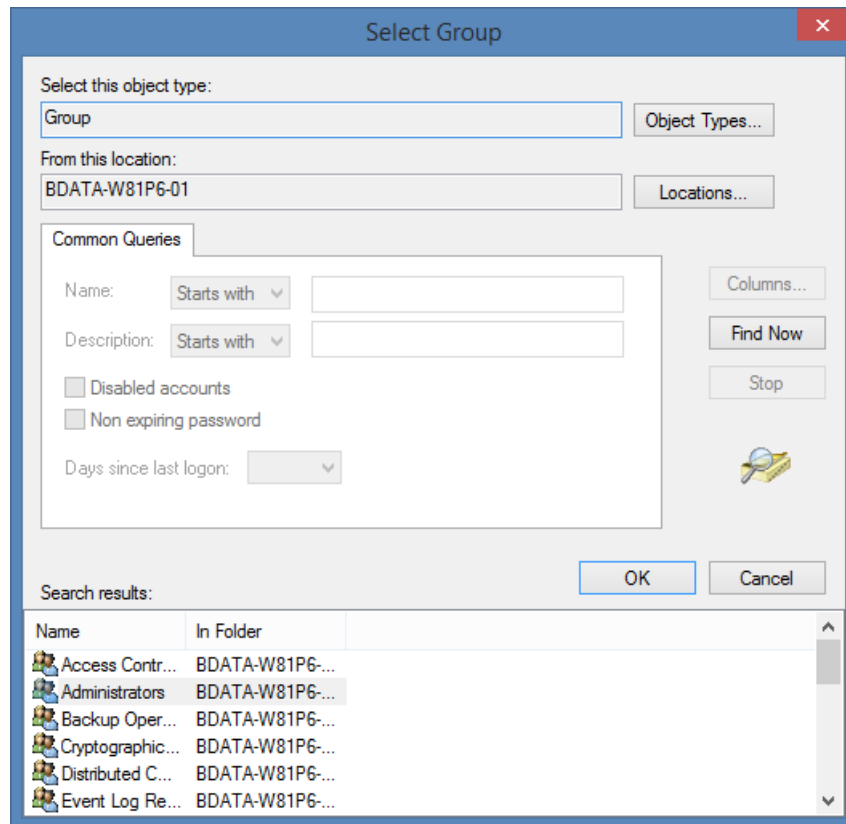 Select Group
Select this object type:
Group
Object Types...
From this location:
BDATA-W81P6-01
Locations...
Common Queries
Name:
Starts with
Columns...
Description:
Starts with
Find Now
Disabled accounts
Stop
Non expiring password
Days since last logon:
OK
Cancel
Search results:
Name In Folder
Access Contr... BDATA-W81P6-...
Administrators BDATA-W81P6-...
Backup Oper... BDATA-W81P6-...
Cryptographic... BDATA-W81P6-...
Distributed C... BDATA-W81P6-...
Event Log Re... BDATA-W81P6-...